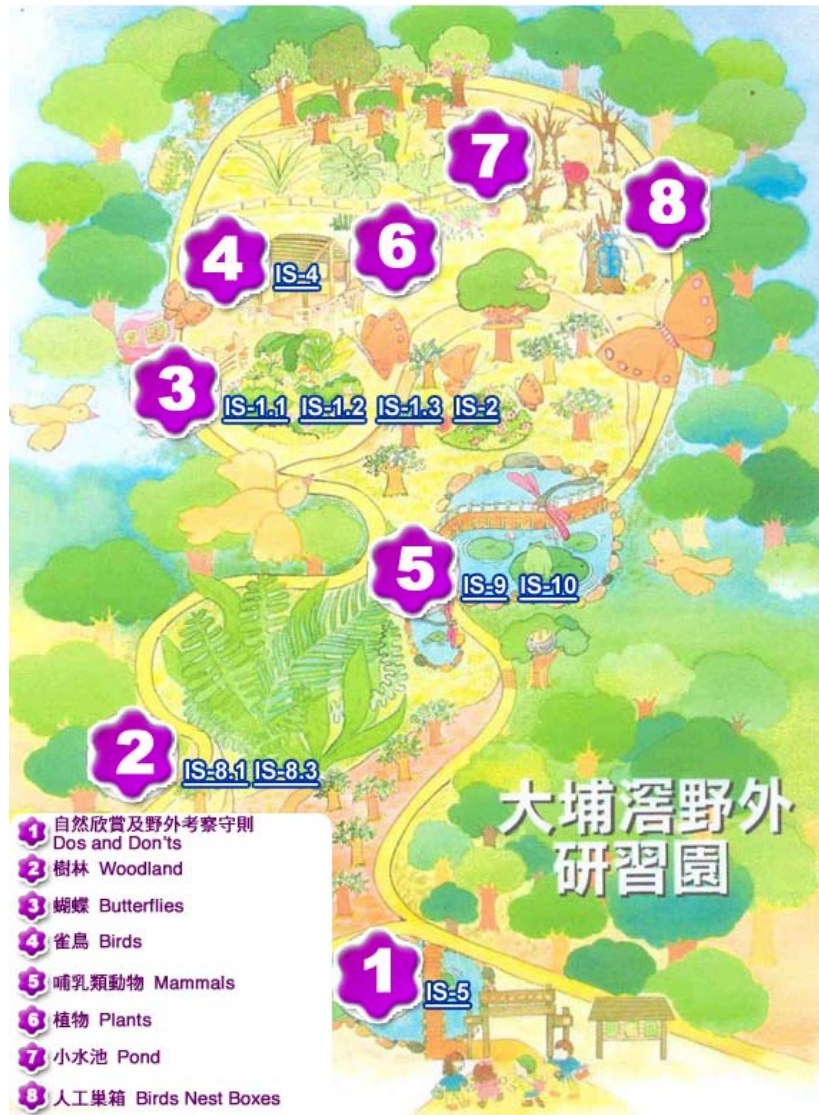 7
8
4
6
IS-4
3
IS-1.1 IS-1.2 IS-1.3 IS-2
5
IS-9 IS-10
2
IS-8.1 IS-8.3
大埔滘野外
研習園
1
IS-5
1 自然欣賞及野外考察守則
Dos and Don'ts
2 樹林 Woodland
3 蝴蝶 Butterflies
4 雀鳥 Birds
5 哺乳類動物 Mammals
6 植物 Plants
7 小水池 Pond
8 人工巢箱 Birds Nest Boxes